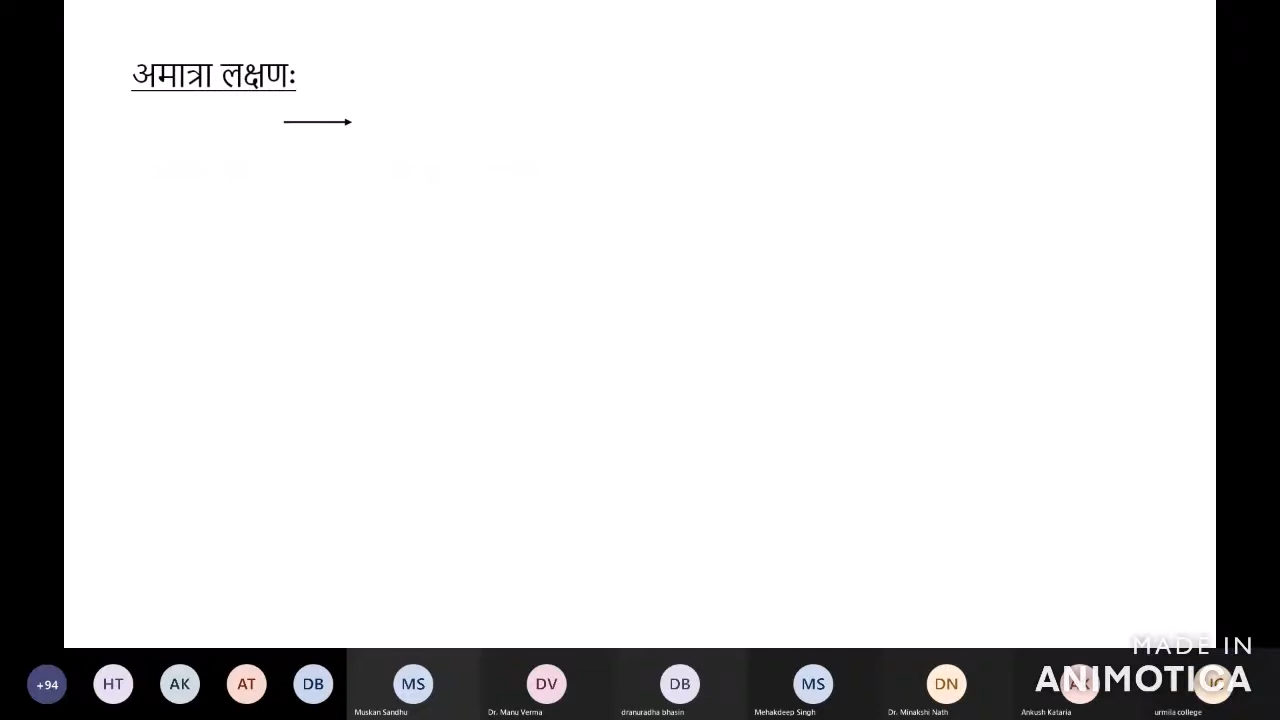 अमात्रा लक्षणः
+94 HT AK AT DB MS DV DB MS DN
Muskan Sandhu Dr. Manu Verma dranuradha bhasin Mehakdeep Singh Dr. Minakshi Nath Ankush Kataria urmila college
MADE IN
ANIMOTICA